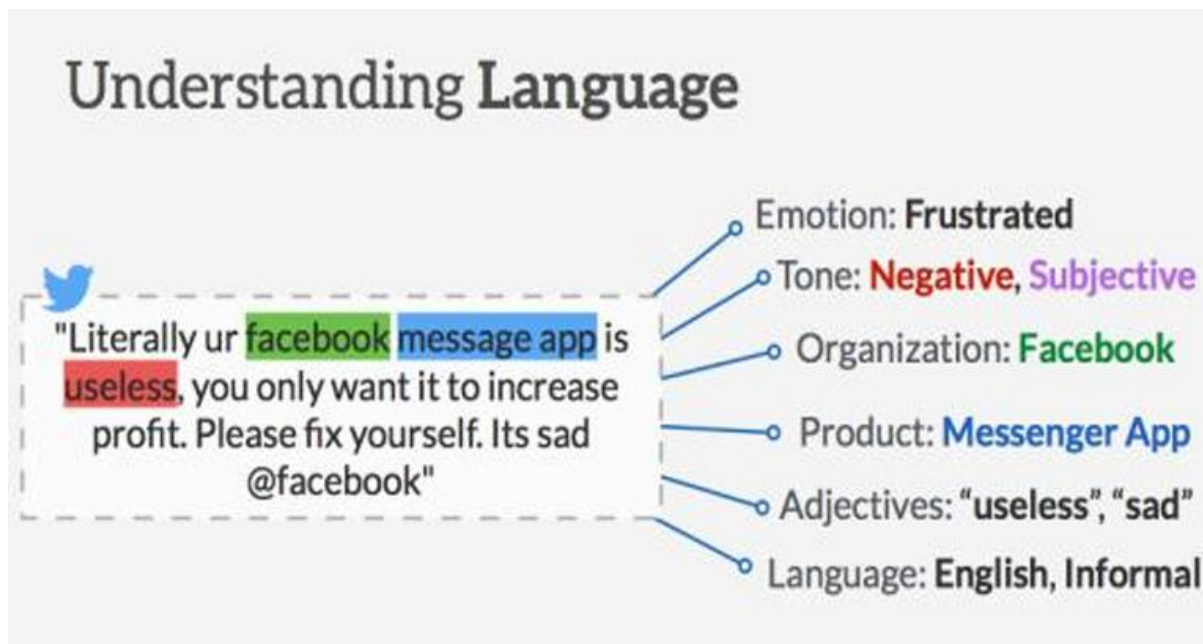 Understanding Language
"Literally ur facebook message app is
useless, you only want it to increase
profit. Please fix yourself. Its sad
@facebook"
Emotion: Frustrated
Tone: Negative, Subjective
Organization: Facebook
Product: Messenger App
Adjectives: “useless”, “sad”
Language: English, Informal